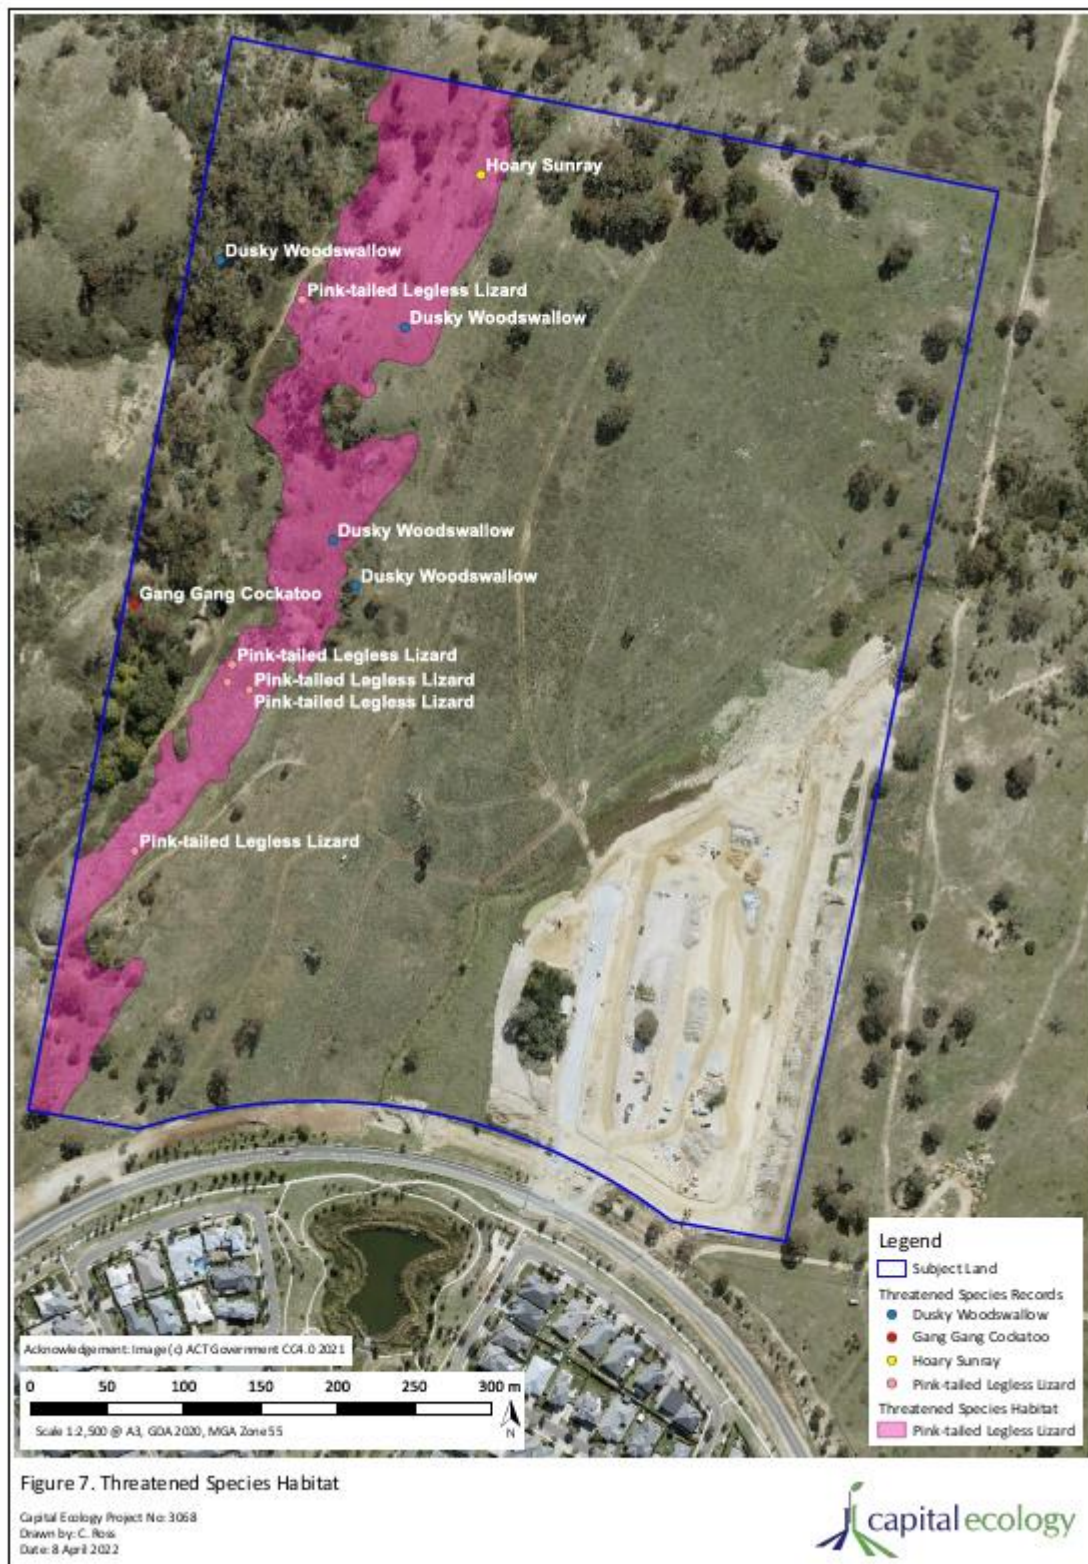 Hoary Sunray
Dusky Woodswallow
Pink-tailed Legless Lizard
Dusky Woodswallow
Dusky Woodswallow
Dusky Woodswallow
Gang Gang Cockatoo
Pink-tailed Legless Lizard
Pink-tailed Legless Lizard
Pink-tailed Legless Lizard
Pink-tailed Legless Lizard
Legend
Subject Land
Threatened Species Records
Dusky Woodswallow
Gang Gang Cockatoo
Hoary Sunray
Pink-tailed Legless Lizard
Threatened Species Habitat
Pink-tailed Legless Lizard
Acknowledgement: Image (c) ACT Government CC4.0 2021
0 50 100 150 200 250 300 m
Scale 1:2,500 @ A3, GDA 2020, MGA Zone 55
N
Figure 7. Threatened Species Habitat
Capital Ecology Project No: 3068
Drawn by: C. Ross
Date: 8 April 2022
capital ecology